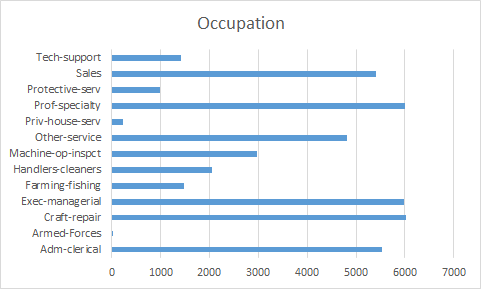 Occupation
Tech-support
Sales
Protective-serv
Prof-specialty
Priv-house-serv
Other-service
Machine-op-inspct
Handlers-cleaners
Farming-fishing
Exec-managerial
Craft-repair
Armed-Forces
Adm-clerical
0 1000 2000 3000 4000 5000 6000 7000